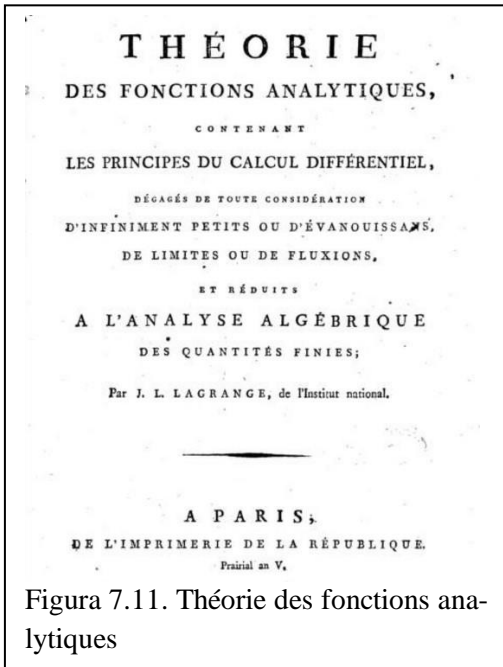 THÉORIE
DES FONCTIONS ANALYTIQUES,
CONTENANT
LES PRINCIPES DU CALCUL DIFFÉRENTIEL,
DÉGAGÉS DE TOUTE CONSIDÉRATION
D'INFINIMENT PETITS OU D'ÉVANOUISSANS,
DE LIMITES OU DE FLUXIONS,
ET RÉDUITS
A L'ANALYSE ALGÉBRIQUE
DES QUANTITÉS FINIES;
Par J. L. LAGRANGE, de l'Institut national.
A PARIS,
DE L'IMPRIMERIE DE LA RÉPUBLIQUE.
Prairial an V.
Figura 7.11. Théorie des fonctions ana-
lytiques